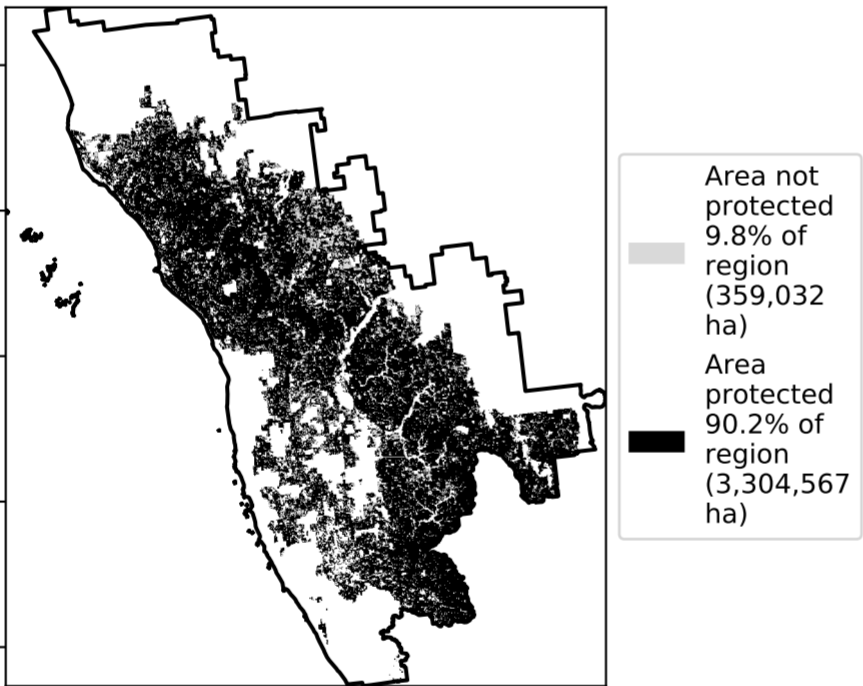 Area not
protected
9.8% of
region
(359,032
ha)
Area
protected
90.2% of
region
(3,304,567
ha)